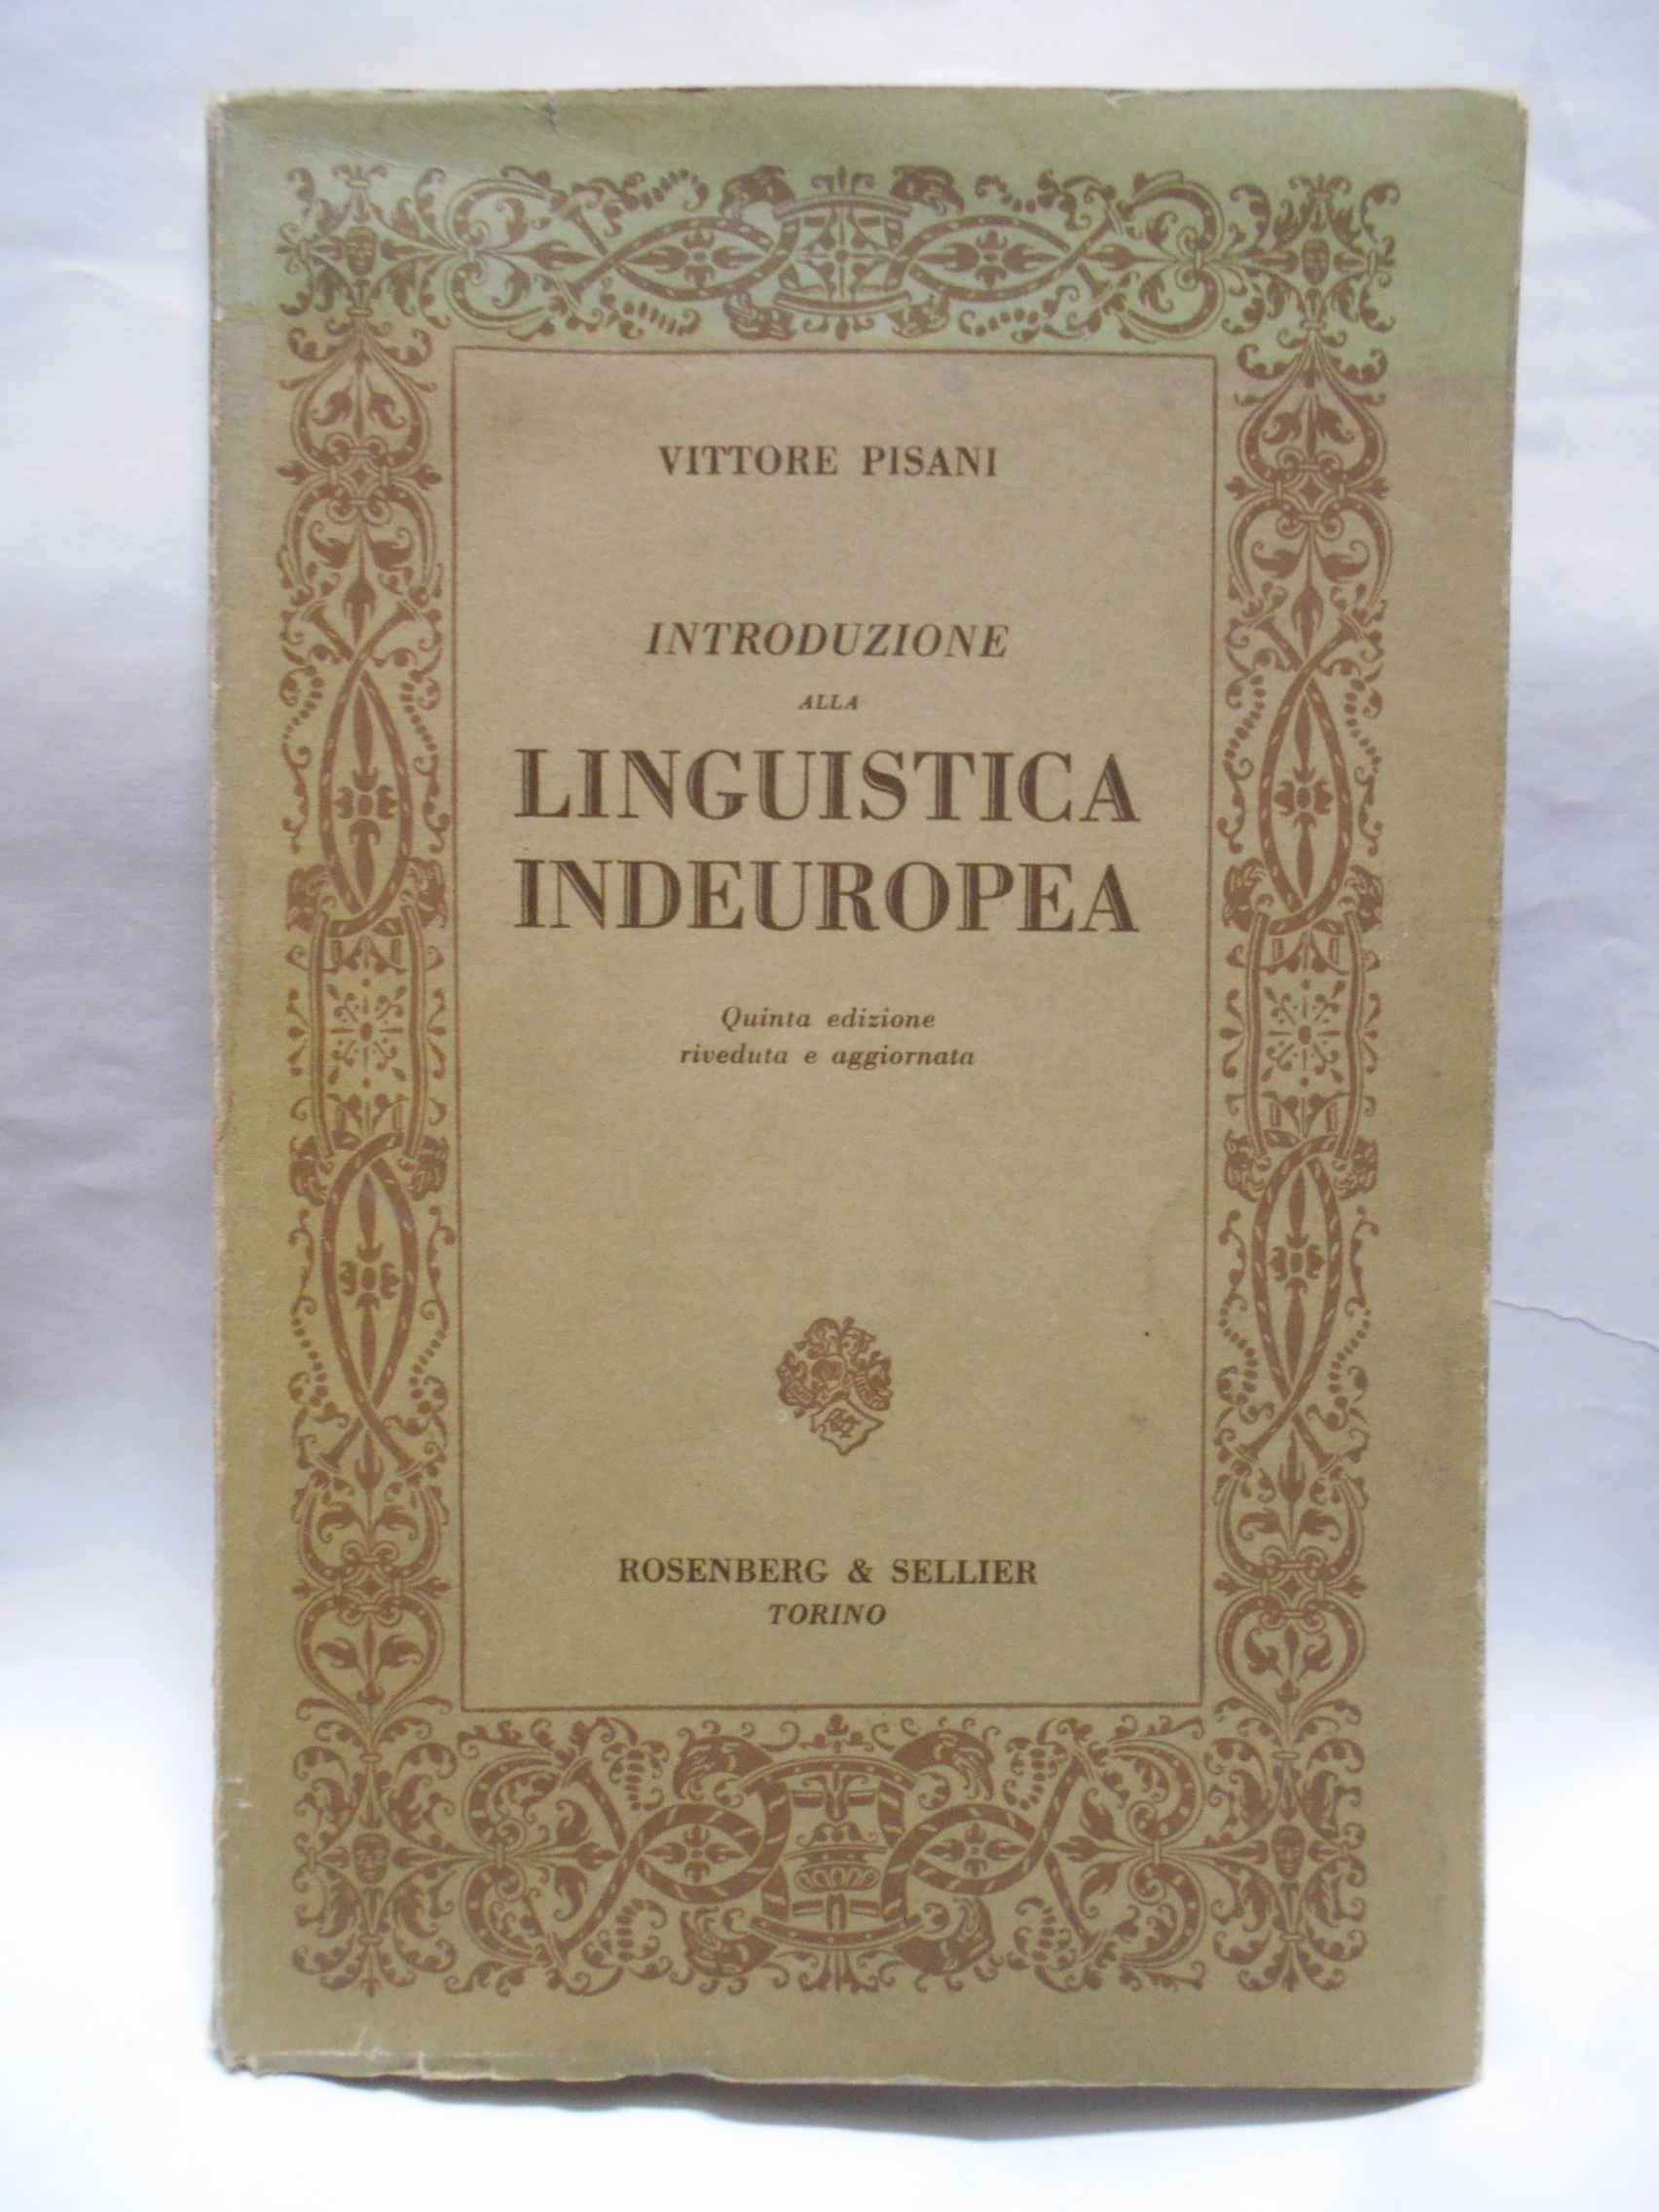 VITTORE PISANI
INTRODUZIONE
ALLA
LINGUISTICA
INDEUROPEA
Quinta edizione
riveduta e aggiornata
ROSENBERG & SELLIER
TORINO